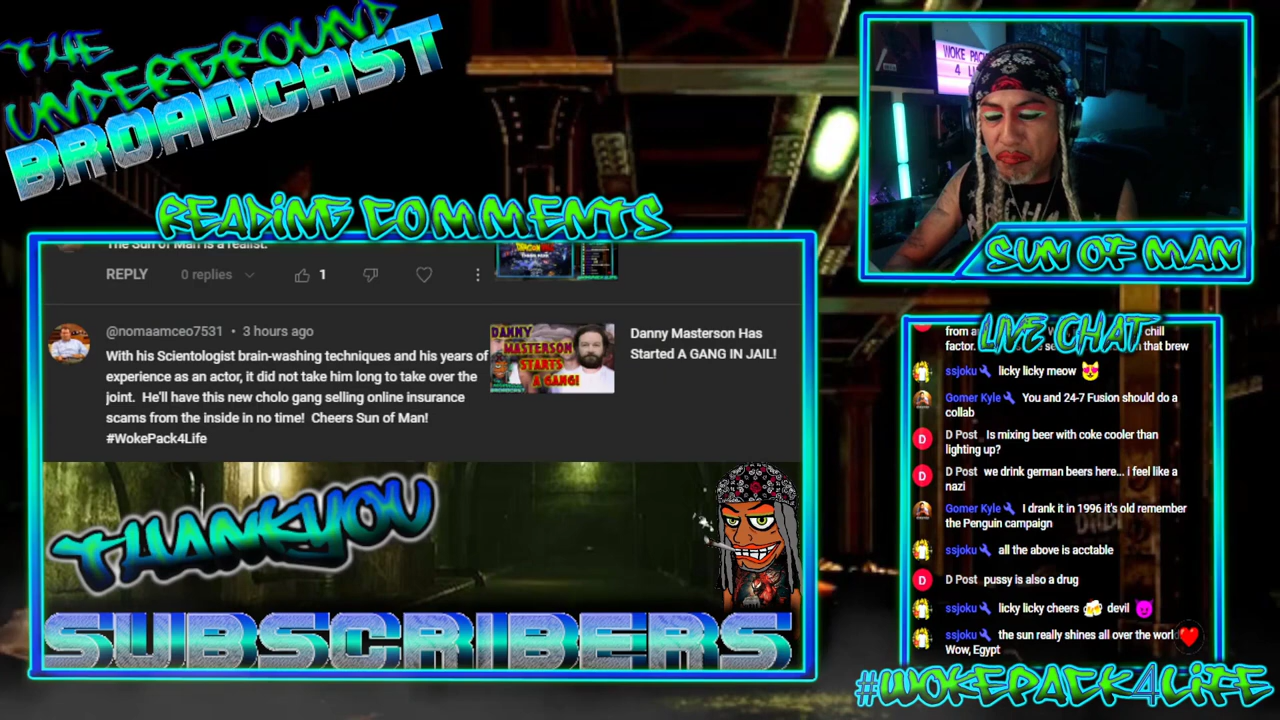 THE
UNDERGROUND
BROADCAST
READING COMMENTS
The Sun of Man is a realist.
REPLY 0 replies 1
@nomaamceo7531 • 3 hours ago
With his Scientologist brain-washing techniques and his years of
experience as an actor, it did not take him long to take over the
joint. He'll have this new cholo gang selling online insurance
scams from the inside in no time! Cheers Sun of Man!
#WokePack4Life
DANNY
MASTERSON
STARTS
A GANG!
Danny Masterson Has
Started A GANG IN JAIL!
THANKYOU
SUBSCRIBERS
WOKE PACK
4 LI
SUN OF MAN
LIVE CHAT
from a chill
factor. that brew
ssjoku licky licky meow
Gomer Kyle You and 24-7 Fusion should do a
collab
D Post Is mixing beer with coke cooler than
lighting up?
D Post we drink german beers here... i feel like a
nazi
Gomer Kyle I drank it in 1996 it's old remember
the Penguin campaign
ssjoku all the above is acctable
D Post pussy is also a drug
ssjoku licky licky cheers devil
ssjoku the sun really shines all over the worl
Wow, Egypt
#WOKEPACK4LIFE